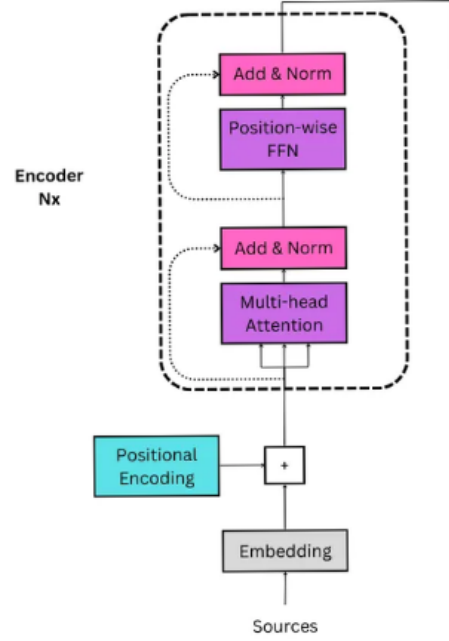 Add & Norm
Position-wise
FFN
Encoder
Nx
Add & Norm
Multi-head
Attention
Positional
Encoding
+
Embedding
Sources